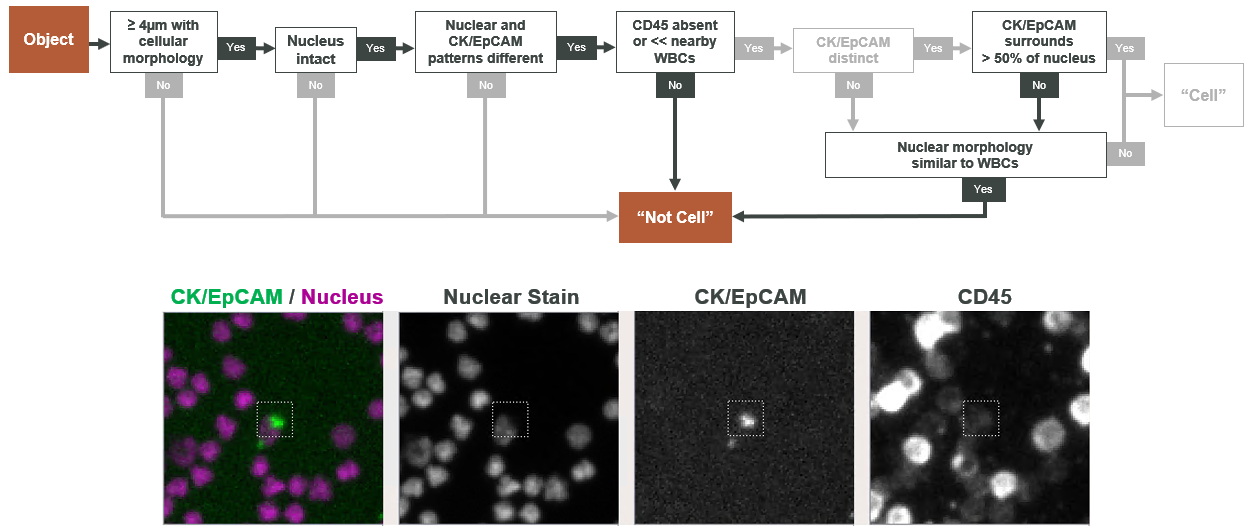 Object
≥ 4µm with
cellular
morphology
Yes
No
Nucleus
intact
Yes
No
Nuclear and
CK/EpCAM
patterns different
Yes
No
CD45 absent
or << nearby
WBCs
Yes
No
CK/EpCAM
distinct
Yes
No
CK/EpCAM
surrounds
> 50% of nucleus
Yes
No
“Cell”
Nuclear morphology
similar to WBCs
No
Yes
“Not Cell”
CK/EpCAM / Nucleus
Nuclear Stain
CK/EpCAM
CD45